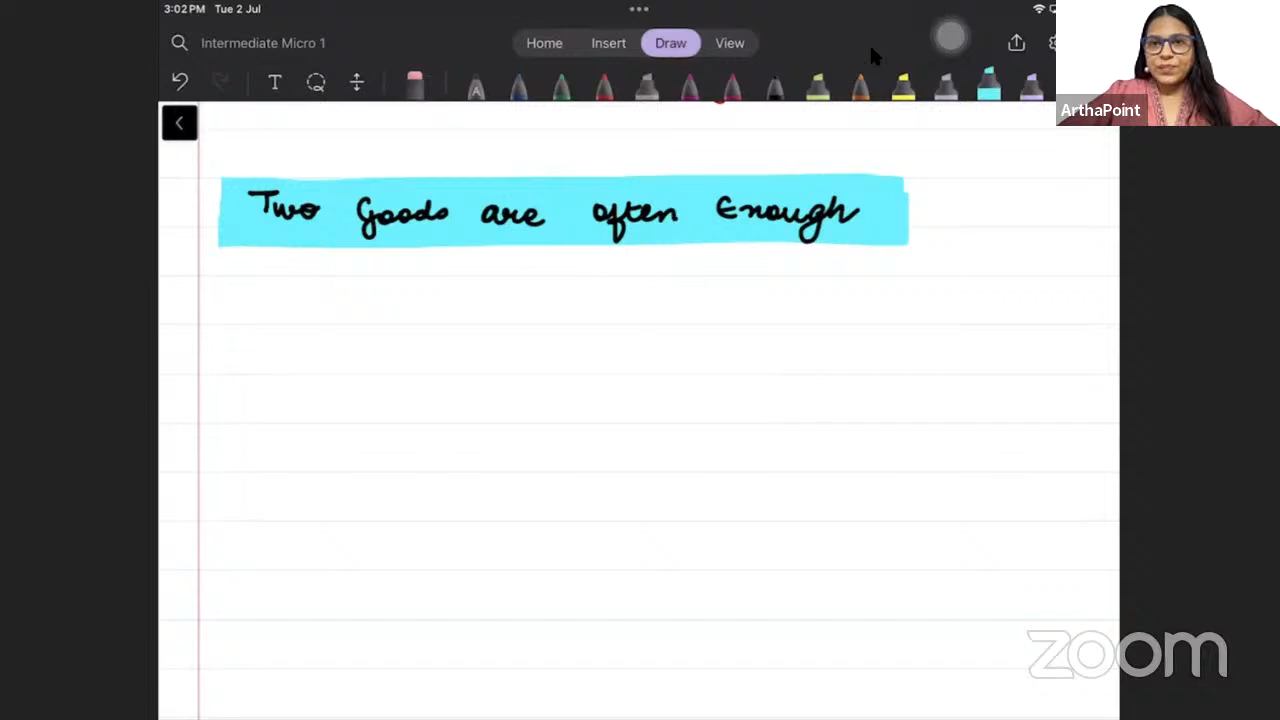 3:02 PM Tue 2 Jul
Intermediate Micro 1
Home Insert Draw View
T
A
ArthaPoint
Two Goods are often Enough
zoom